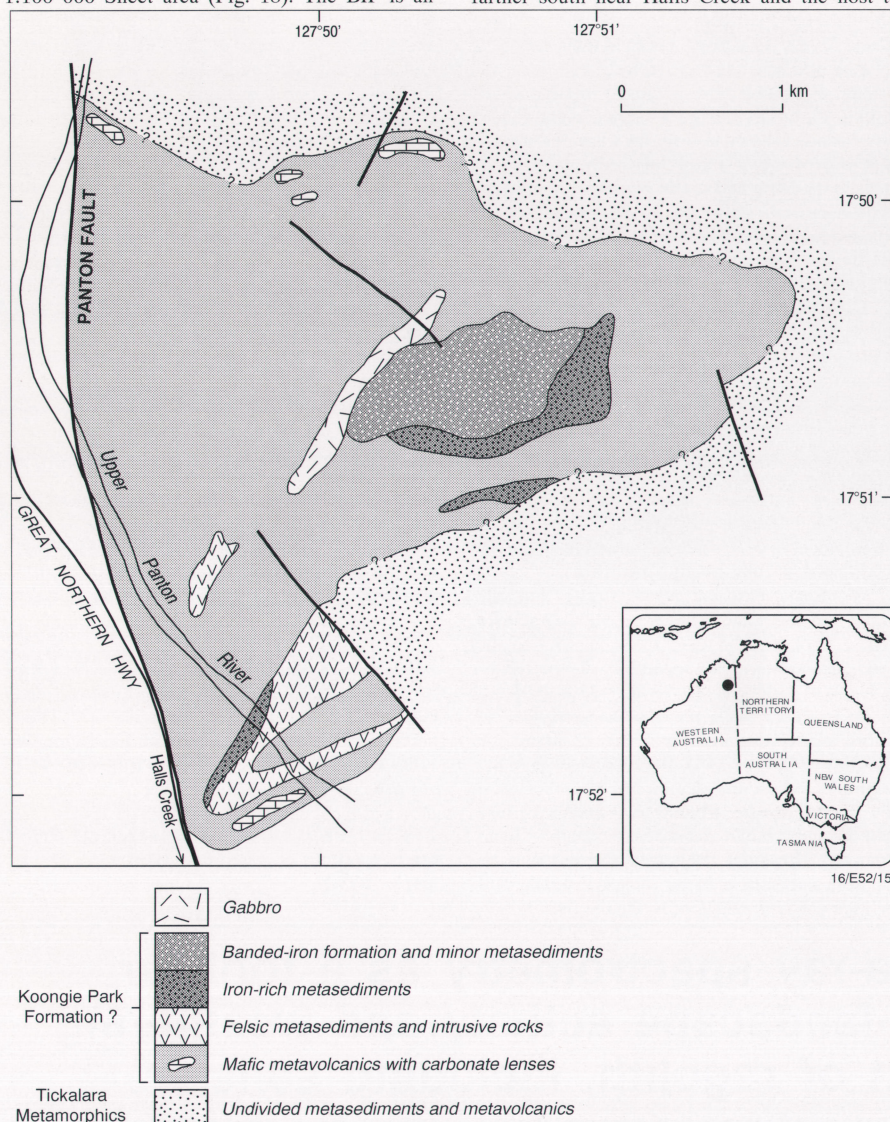 1:100 000 Sheet area (Fig. 18). The BIF is an
farther south near Halls Creek and the host t
127°50'
127°51'
0
1 km
17°50'
?
?
?
?
?
?
?
?
?
?
?
PANTON FAULT
Upper
Panton
River
17°51'
GREAT NORTHERN HWY
Halls Creek
17°52'
WESTERN
AUSTRALIA
NORTHERN
TERRITORY
QUEENSLAND
SOUTH
AUSTRALIA
NEW SOUTH
WALES
VICTORIA
TASMANIA
16/E52/15
Gabbro
Koongie Park
Formation ?
Banded-iron formation and minor metasediments
Iron-rich metasediments
Felsic metasediments and intrusive rocks
Mafic metavolcanics with carbonate lenses
Tickalara
Metamorphics
Undivided metasediments and metavolcanics